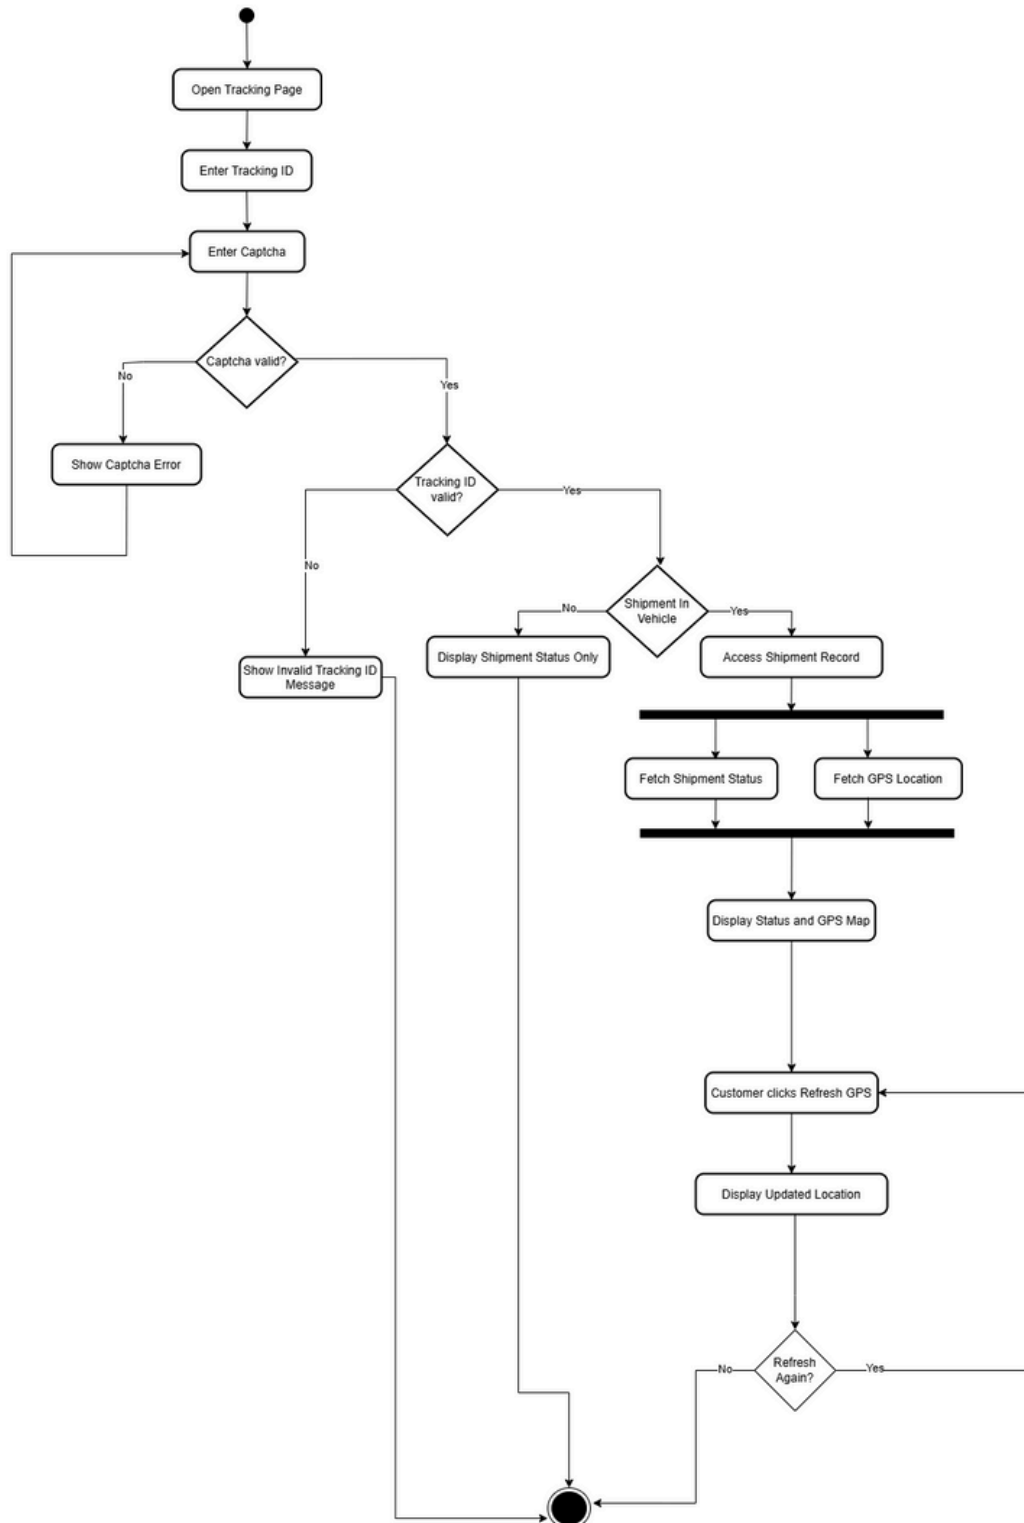 Open Tracking Page
Enter Tracking ID
Enter Captcha
Captcha valid?
No
Yes
Show Captcha Error
Tracking ID
valid?
Yes
No
Shipment In
Vehicle
No
Yes
Display Shipment Status Only
Access Shipment Record
Show Invalid Tracking ID
Message
Fetch Shipment Status
Fetch GPS Location
Display Status and GPS Map
Customer clicks Refresh GPS
Display Updated Location
Refresh
Again?
No
Yes